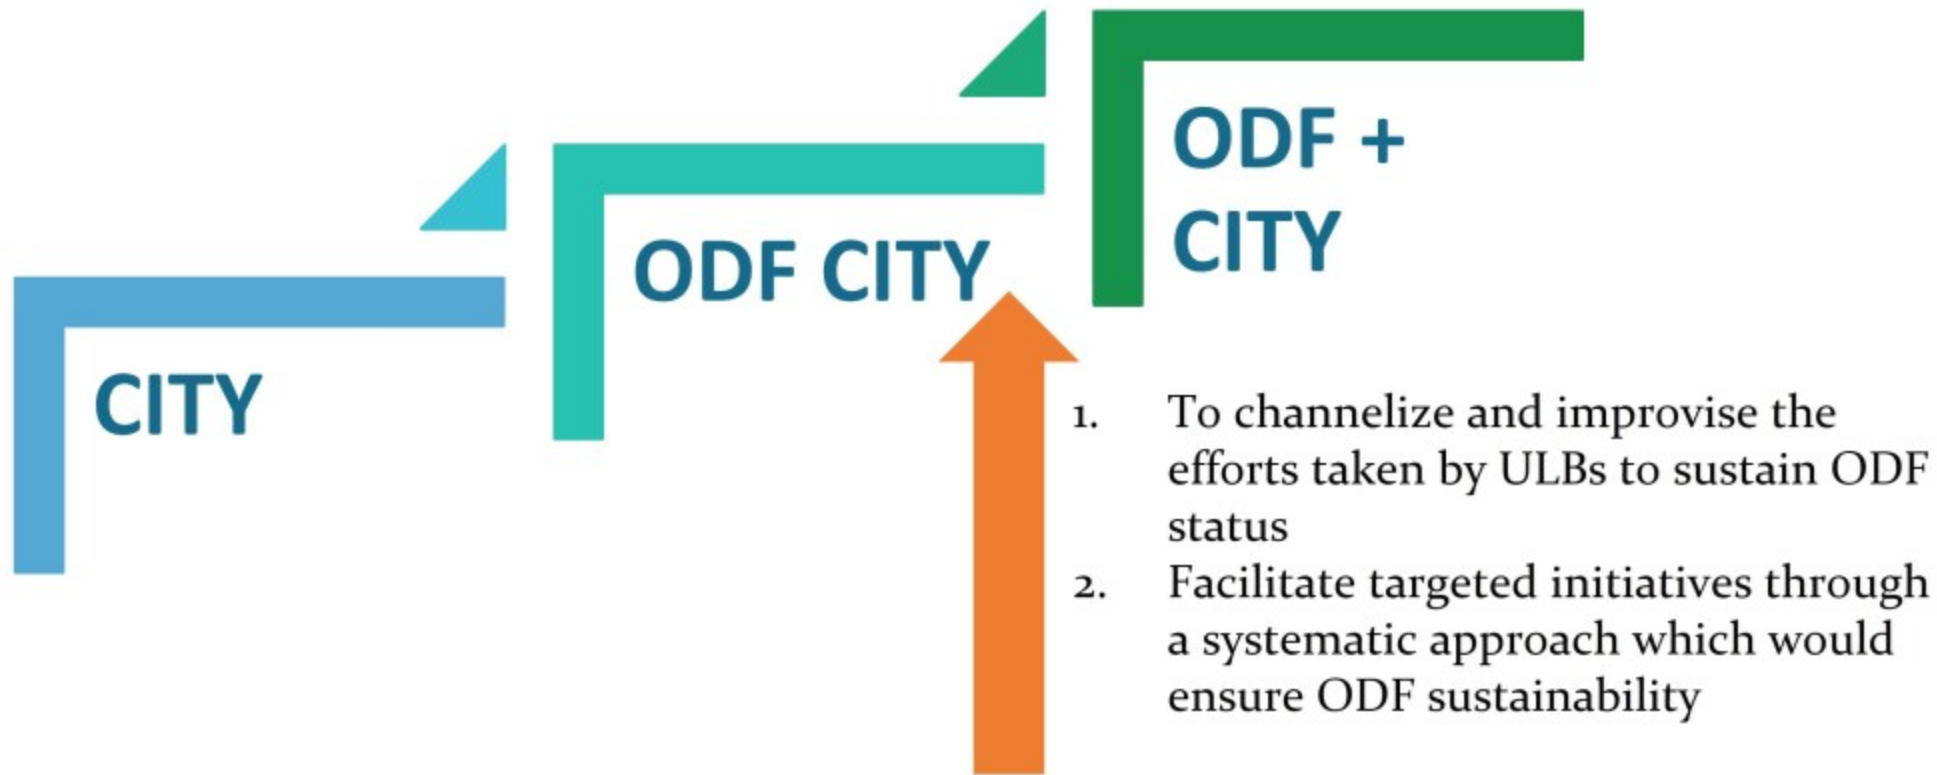 ODF +
CITY
ODF CITY
CITY
1. To channelize and improvise the
efforts taken by ULBs to sustain ODF
status
2. Facilitate targeted initiatives through
a systematic approach which would
ensure ODF sustainability